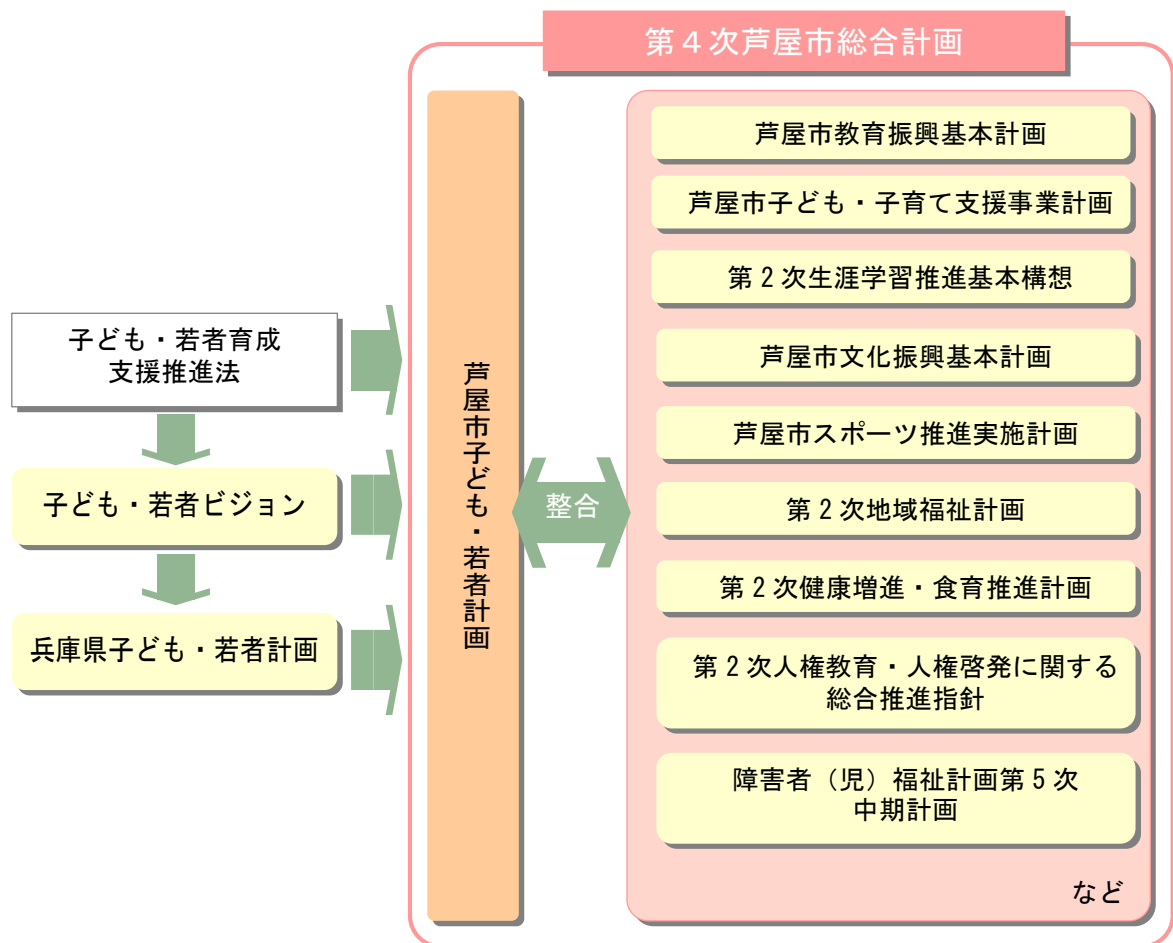 第４次芦屋市総合計画
子ども・若者育成
支援推進法
子ども・若者ビジョン
兵庫県子ども・若者計画
芦屋市子ども・若者計画
整合
芦屋市教育振興基本計画
芦屋市子ども・子育て支援事業計画
第２次生涯学習推進基本構想
芦屋市文化振興基本計画
芦屋市スポーツ推進実施計画
第２次地域福祉計画
第２次健康増進・食育推進計画
第２次人権教育・人権啓発に関する
総合推進指針
障害者（児）福祉計画第５次
中期計画
など